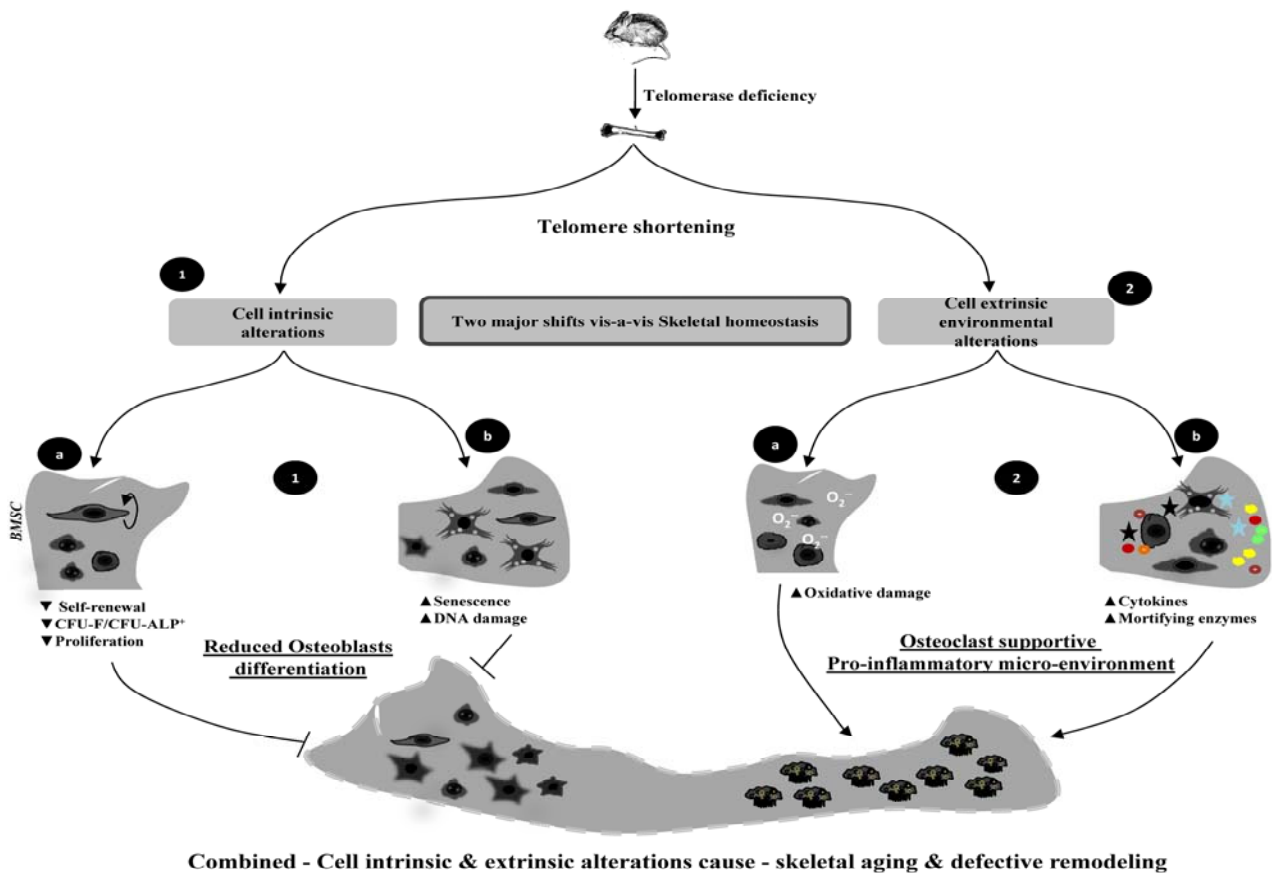 Telomerase deficiency
Telomere shortening
1
Cell intrinsic
alterations
Two major shifts vis-a-vis Skeletal homeostasis
2
Cell extrinsic
environmental
alterations
a
BMSC
▼ Self-renewal
▼CFU-F/CFU-ALP⁺
▼Proliferation
1
b
▲Senescence
▲DNA damage
Reduced Osteoblasts
differentiation
a
O₂⁻
O₂⁻
O₂⁻
▲Oxidative damage
2
b
▲Cytokines
▲Mortifying enzymes
Osteoclast supportive
Pro-inflammatory micro-environment
Combined - Cell intrinsic & extrinsic alterations cause - skeletal aging & defective remodeling